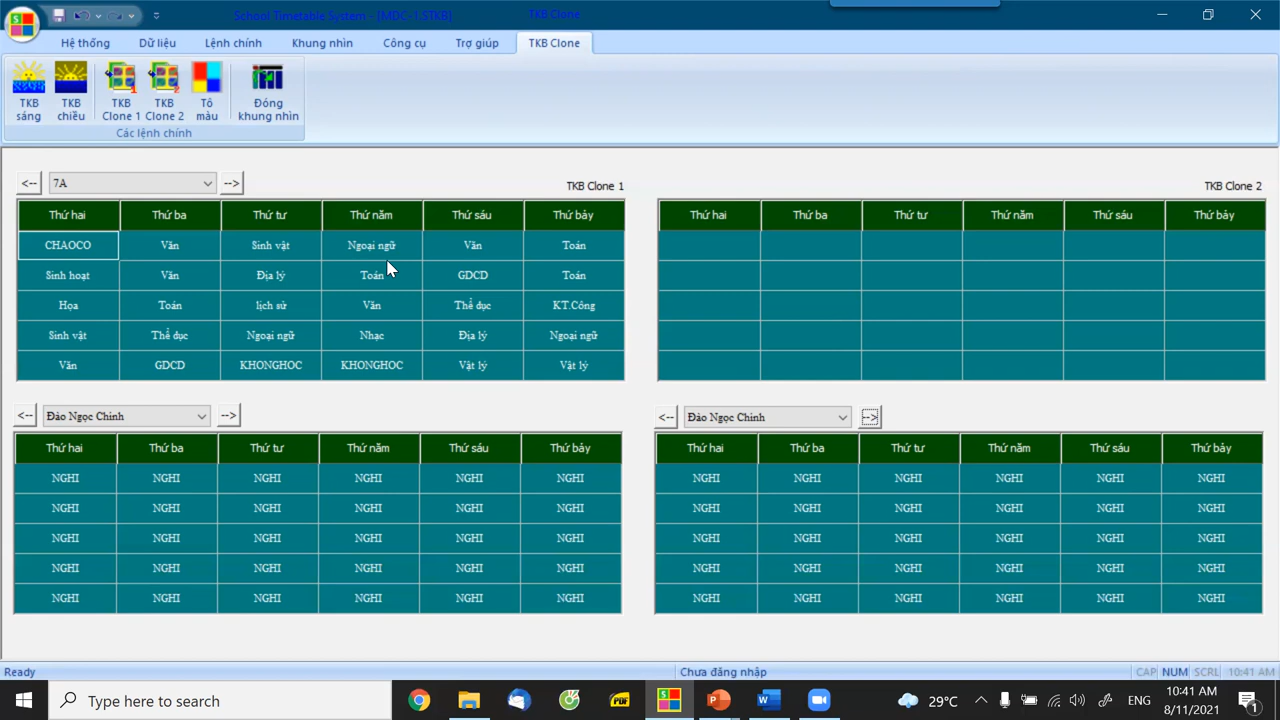 School Timetable System - [MDC-1.STKB]
TKB Clone
Hệ thống Dữ liệu Lệnh chính Khung nhìn Công cụ Trợ giúp TKB Clone
TKB sáng
TKB chiều
TKB Clone 1
TKB Clone 2
Tô màu
Đóng khung nhìn
Các lệnh chính
<-- 7A -->
TKB Clone 1
TKB Clone 2
Thứ hai Thứ ba Thứ tư Thứ năm Thứ sáu Thứ bảy
CHAOCO Văn Sinh vật Ngoại ngữ Văn Toán
Sinh hoạt Văn Địa lý Toán GDCD Toán
Họa Toán lịch sử Văn Thể dục KT.Công
Sinh vật Thể dục Ngoại ngữ Nhạc Địa lý Ngoại ngữ
Văn GDCD KHONGHOC KHONGHOC Vật lý Vật lý
Thứ hai Thứ ba Thứ tư Thứ năm Thứ sáu Thứ bảy
<-- Đào Ngọc Chinh -->
Thứ hai Thứ ba Thứ tư Thứ năm Thứ sáu Thứ bảy
NGHI NGHI NGHI NGHI NGHI NGHI
NGHI NGHI NGHI NGHI NGHI NGHI
NGHI NGHI NGHI NGHI NGHI NGHI
NGHI NGHI NGHI NGHI NGHI NGHI
NGHI NGHI NGHI NGHI NGHI NGHI
<-- Đào Ngọc Chinh -->
Thứ hai Thứ ba Thứ tư Thứ năm Thứ sáu Thứ bảy
NGHI NGHI NGHI NGHI NGHI NGHI
NGHI NGHI NGHI NGHI NGHI NGHI
NGHI NGHI NGHI NGHI NGHI NGHI
NGHI NGHI NGHI NGHI NGHI NGHI
NGHI NGHI NGHI NGHI NGHI NGHI
Ready
Chưa đăng nhập
CAP NUM SCRL 10:41 AM
Type here to search
PDF
29°C
ENG
10:41 AM
8/11/2021
1